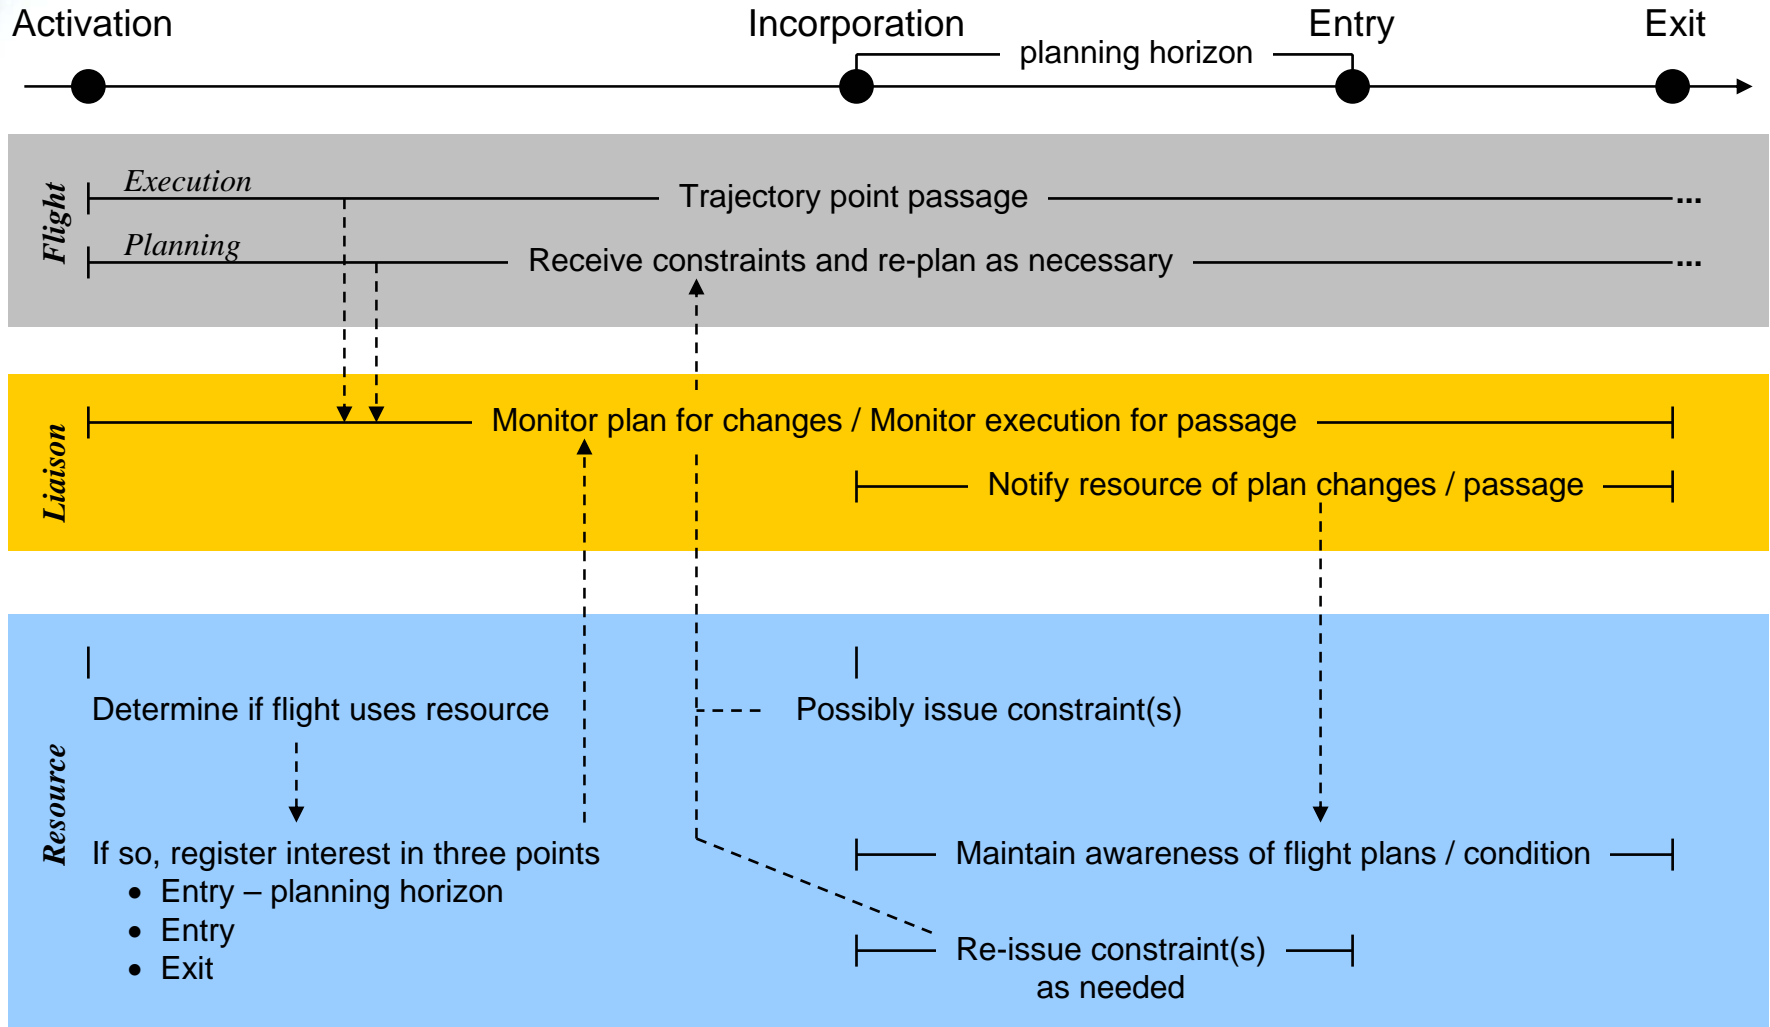 Activation
Incorporation
Entry
Exit
planning horizon
Flight
Execution
Trajectory point passage
...
Planning
Receive constraints and re-plan as necessary
...
Liaison
Monitor plan for changes / Monitor execution for passage
Notify resource of plan changes / passage
Resource
Determine if flight uses resource
Possibly issue constraint(s)
If so, register interest in three points
• Entry – planning horizon
• Entry
• Exit
Maintain awareness of flight plans / condition
Re-issue constraint(s)
as needed